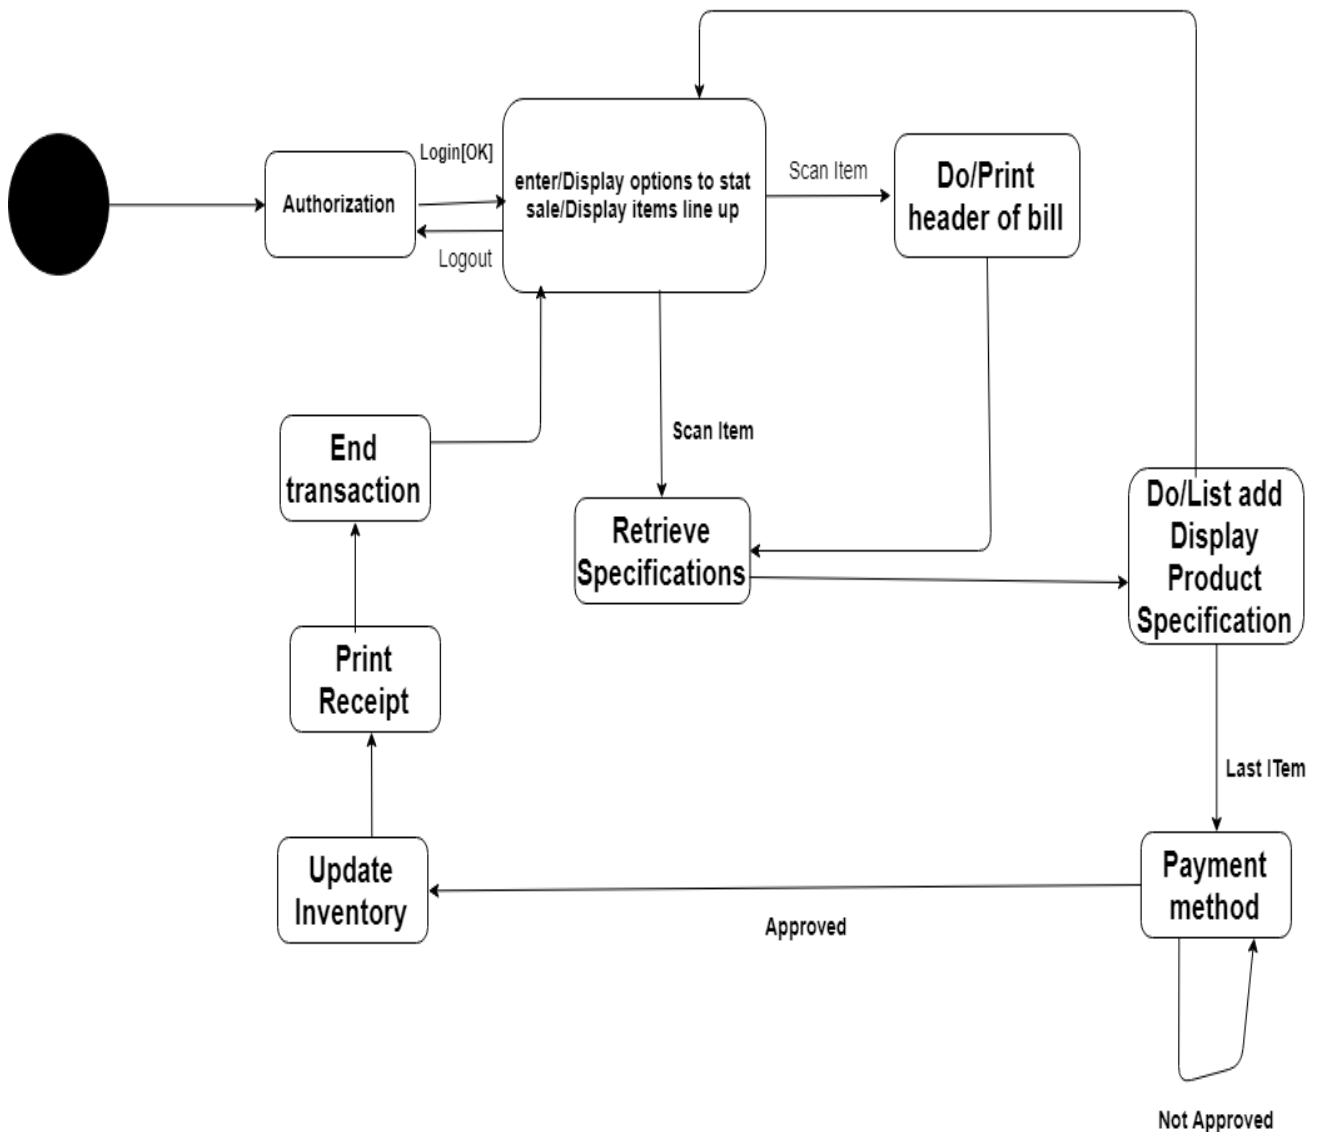 Login[OK]
Authorization
Logout
enter/Display options to stat
sale/Display items line up
Scan Item
Do/Print
header of bill
Scan Item
End
transaction
Retrieve
Specifications
Do/List add
Display
Product
Specification
Print
Receipt
Last ITem
Update
Inventory
Approved
Payment
method
Not Approved